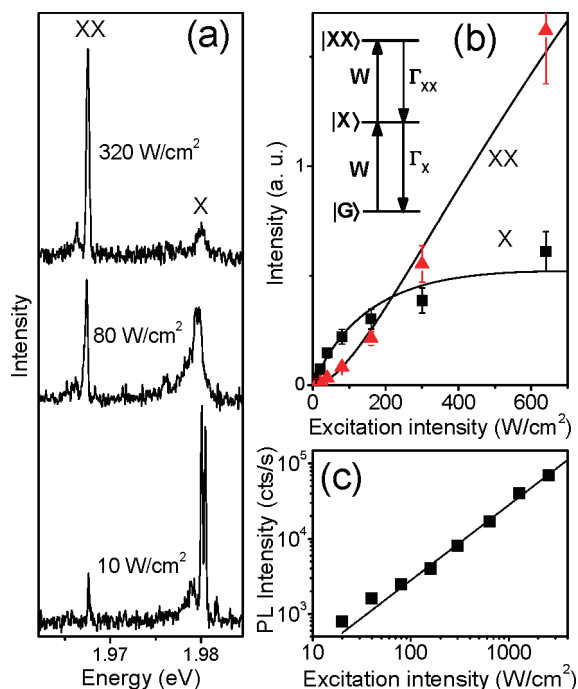 (a)
XX
320 W/cm²
X
80 W/cm²
10 W/cm²
Intensity
1.97 1.98
Energy (eV)
(b)
|XX⟩
W Γ_XX
|X⟩
W Γ_X
|G⟩
XX
X
Intensity (a. u.)
1
0
0 200 400 600
Excitation intensity (W/cm²)
(c)
PL Intensity (cts/s)
10⁵
10⁴
10³
10 100 1000
Excitation intensity (W/cm²)